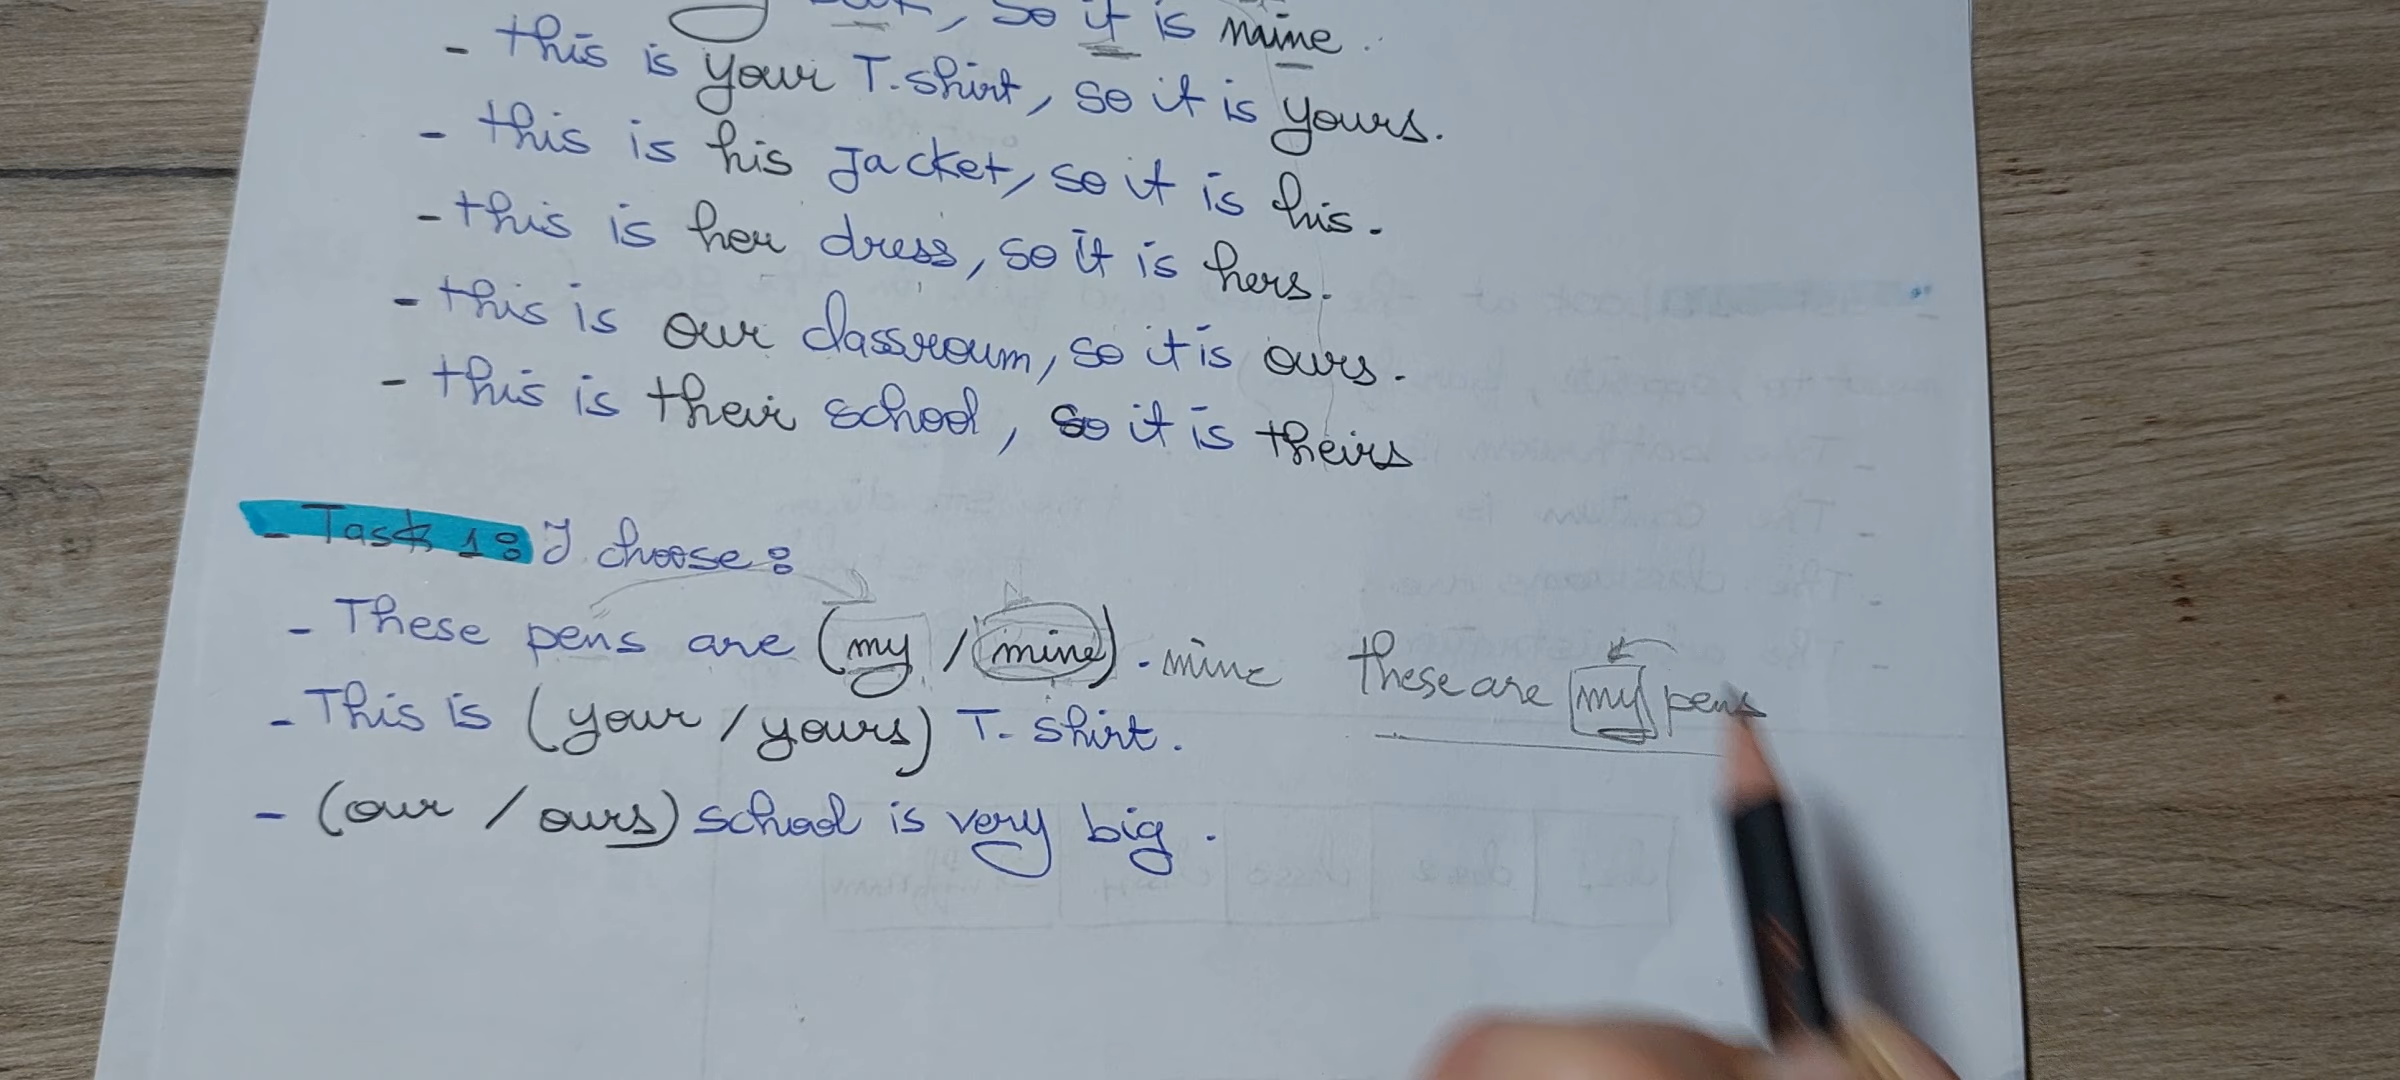 , so it is mine.
- this is your T.shirt, so it is yours.
- this is his Jacket, so it is his.
- this is her dress, so it is hers.
- this is our classroum, so it is ours.
- this is their school, so it is theirs
- Task 1: I choose:
- These pens are (my / mine). mine these are my pens
- This is (your / yours) T- shirt.
- (our / ours) school is very big.